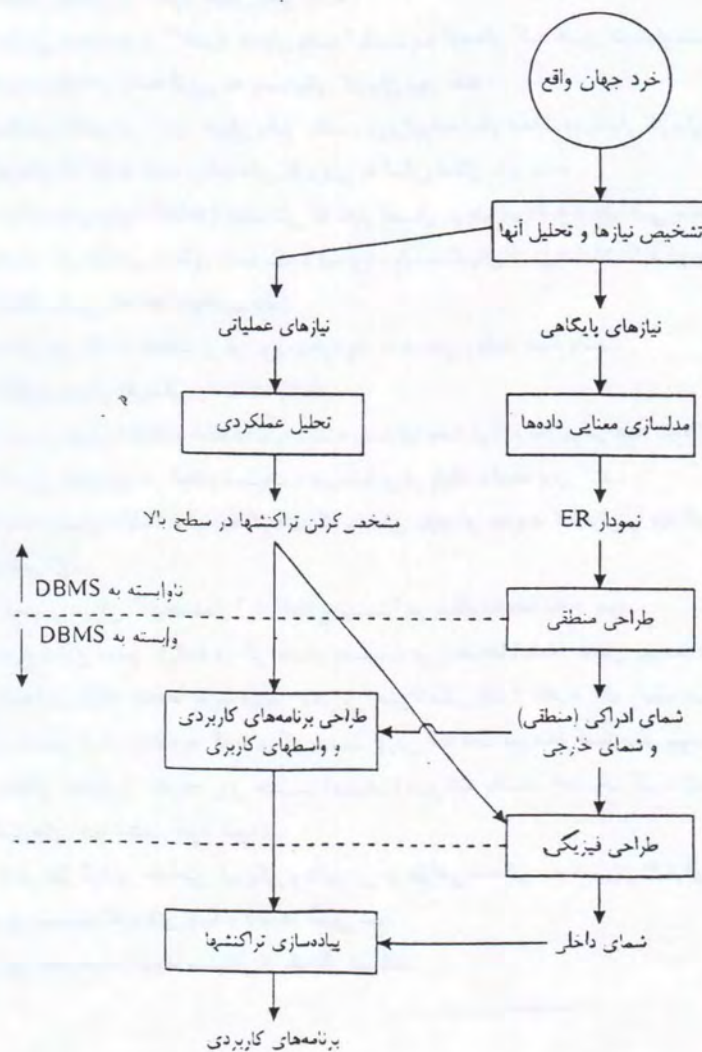 خرد جهان واقع
تشخیص نیازها و تحلیل آنها
نیازهای پایگاهی
نیازهای عملیاتی
مدلسازی معنایی داده‌ها
تحلیل عملکردی
نمودار ER
مشخص کردن تراکنشها در سطح بالا
ناوابسته به DBMS
وابسته به DBMS
طراحی منطقی
شمای ادراکی (منطقی)
و شمای خارجی
طراحی برنامه‌های کاربردی
و واسطهای کاربری
طراحی فیزیکی
شمای داخلی
پیاده‌سازی تراکنشها
برنامه‌های کاربردی